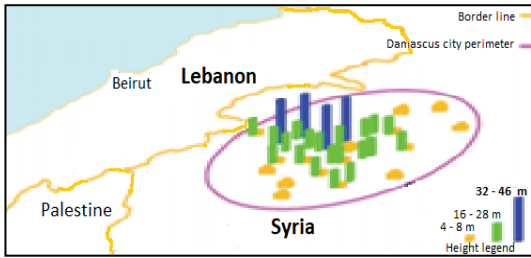 Border line
Damascus city perimeter
Lebanon
Beirut
Palestine
Syria
32 - 46 m
16 - 28 m
4 - 8 m
Height legend